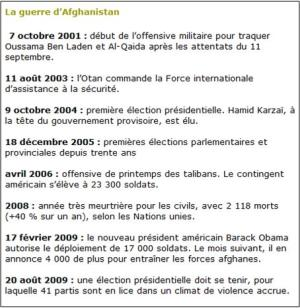 La guerre d'Afghanistan
7 octobre 2001 : début de l'offensive militaire pour traquer
Oussama Ben Laden et Al-Qaida après les attentats du 11
septembre.
11 août 2003 : l'Otan commande la Force internationale
d'assistance à la sécurité.
9 octobre 2004 : première élection présidentielle. Hamid Karzaï, à
la tête du gouvernement provisoire, est élu.
18 décembre 2005 : premières élections parlementaires et
provinciales depuis trente ans
avril 2006 : offensive de printemps des talibans. Le contingent
américain s'élève à 23 300 soldats.
2008 : année très meurtrière pour les civils, avec 2 118 morts
(+40 % sur un an), selon les Nations unies.
17 février 2009 : le nouveau président américain Barack Obama
autorise le déploiement de 17 000 soldats. Le mois suivant, il en
annonce 4 000 de plus pour entraîner les forces afghanes.
20 août 2009 : une élection présidentielle doit se tenir, pour
laquelle 41 partis sont en lice dans un climat de violence accrue.